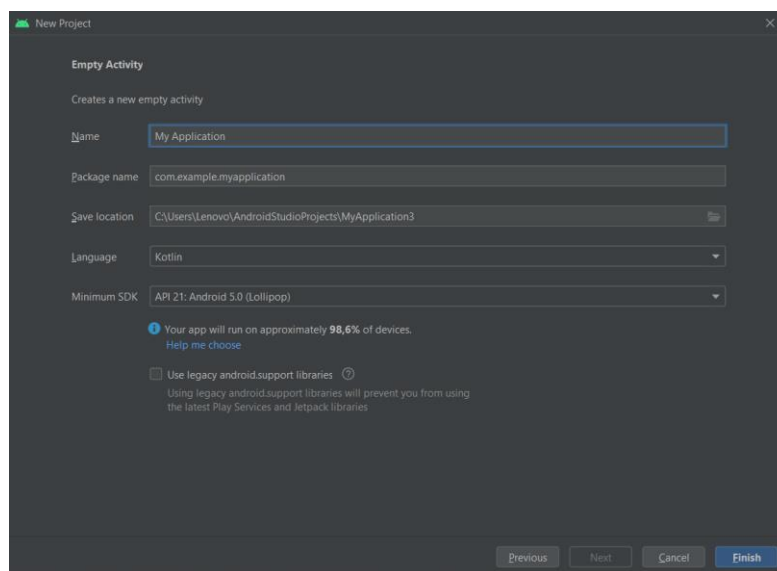 New Project
Empty Activity
Creates a new empty activity
Name My Application
Package name com.example.myapplication
Save location C:\Users\Lenovo\AndroidStudioProjects\MyApplication3
Language Kotlin
Minimum SDK API 21: Android 5.0 (Lollipop)
Your app will run on approximately 98,6% of devices.
Help me choose
Use legacy android.support libraries
Using legacy android.support libraries will prevent you from using
the latest Play Services and Jetpack libraries
Previous Next Cancel Finish